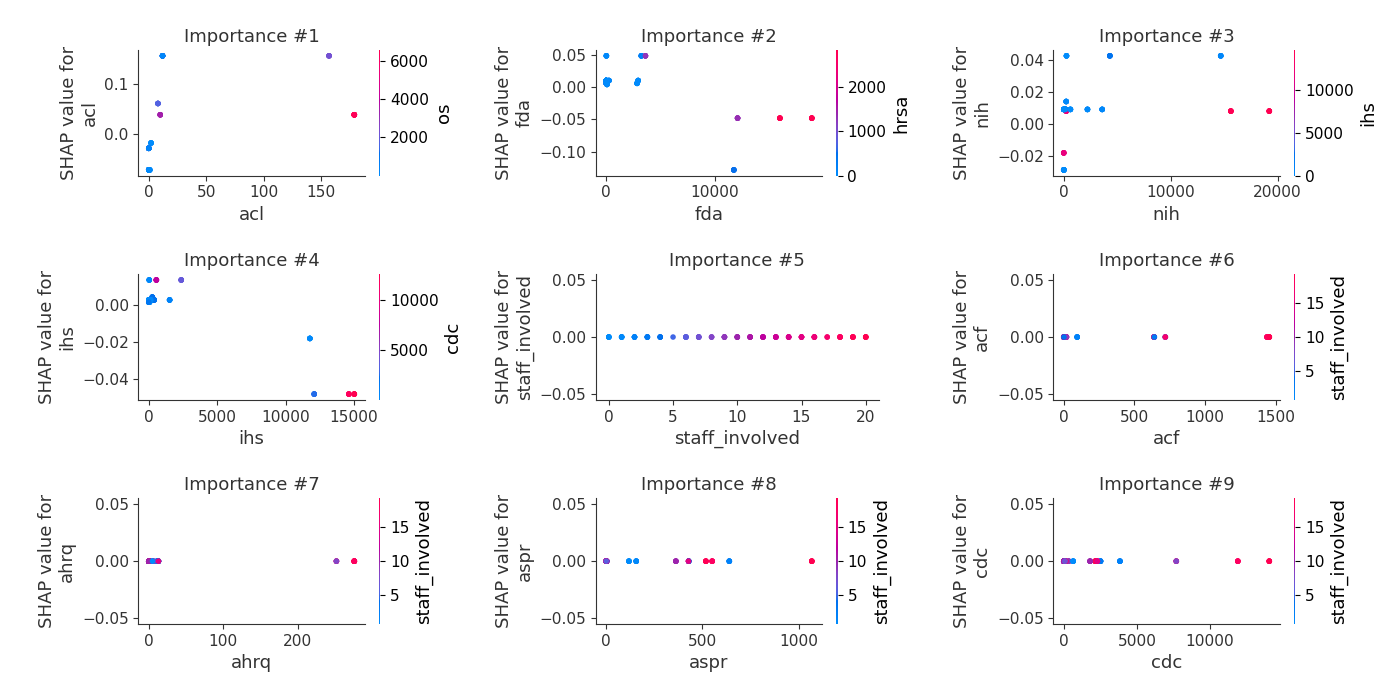 Importance #1
SHAP value for
acl
0.1
0.0
0
50
100
150
acl
6000
4000
2000
os
Importance #2
SHAP value for
fda
0.05
0.00
−0.05
−0.10
0
10000
fda
2000
1000
0
hrsa
Importance #3
SHAP value for
nih
0.04
0.02
0.00
−0.02
0
10000
20000
nih
10000
5000
0
ihs
Importance #4
SHAP value for
ihs
0.00
−0.02
−0.04
0
5000
10000
15000
ihs
10000
5000
cdc
Importance #5
SHAP value for
staff_involved
0.05
0.00
−0.05
0
5
10
15
20
staff_involved
Importance #6
SHAP value for
acf
0.05
0.00
−0.05
0
500
1000
1500
acf
15
10
5
staff_involved
Importance #7
SHAP value for
ahrq
0.05
0.00
−0.05
0
100
200
ahrq
15
10
5
staff_involved
Importance #8
SHAP value for
aspr
0.05
0.00
−0.05
0
500
1000
aspr
15
10
5
staff_involved
Importance #9
SHAP value for
cdc
0.05
0.00
−0.05
0
5000
10000
cdc
15
10
5
staff_involved